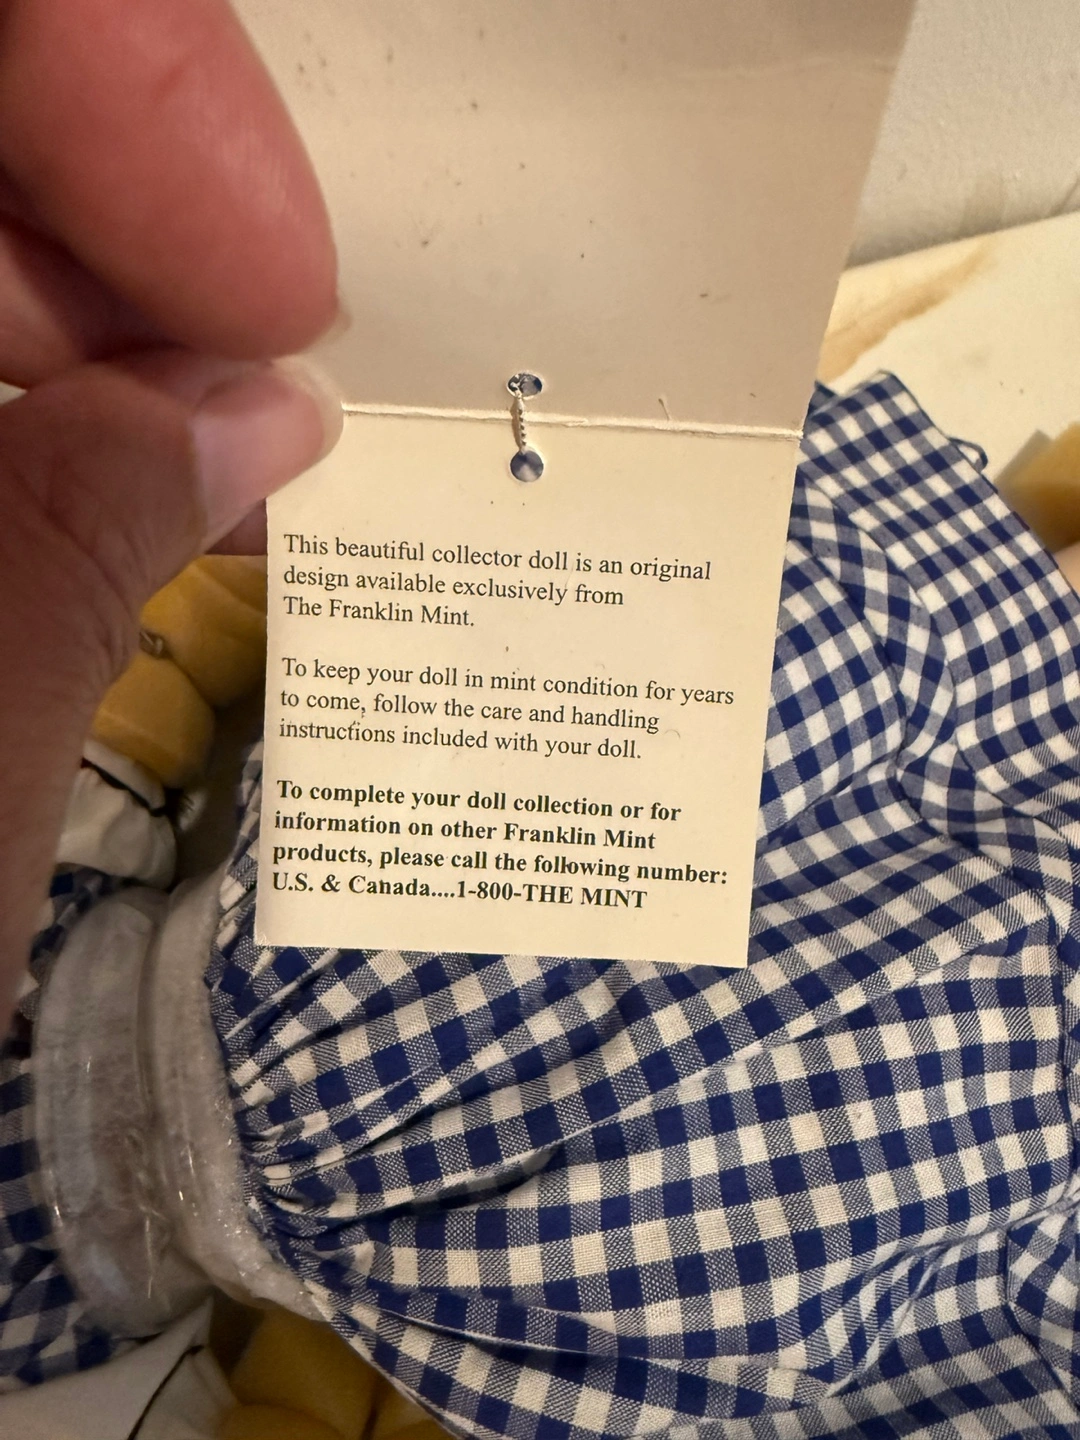 This beautiful collector doll is an original
design available exclusively from
The Franklin Mint.
To keep your doll in mint condition for years
to come, follow the care and handling
instructions included with your doll.
To complete your doll collection or for
information on other Franklin Mint
products, please call the following number:
U.S. & Canada....1-800-THE MINT